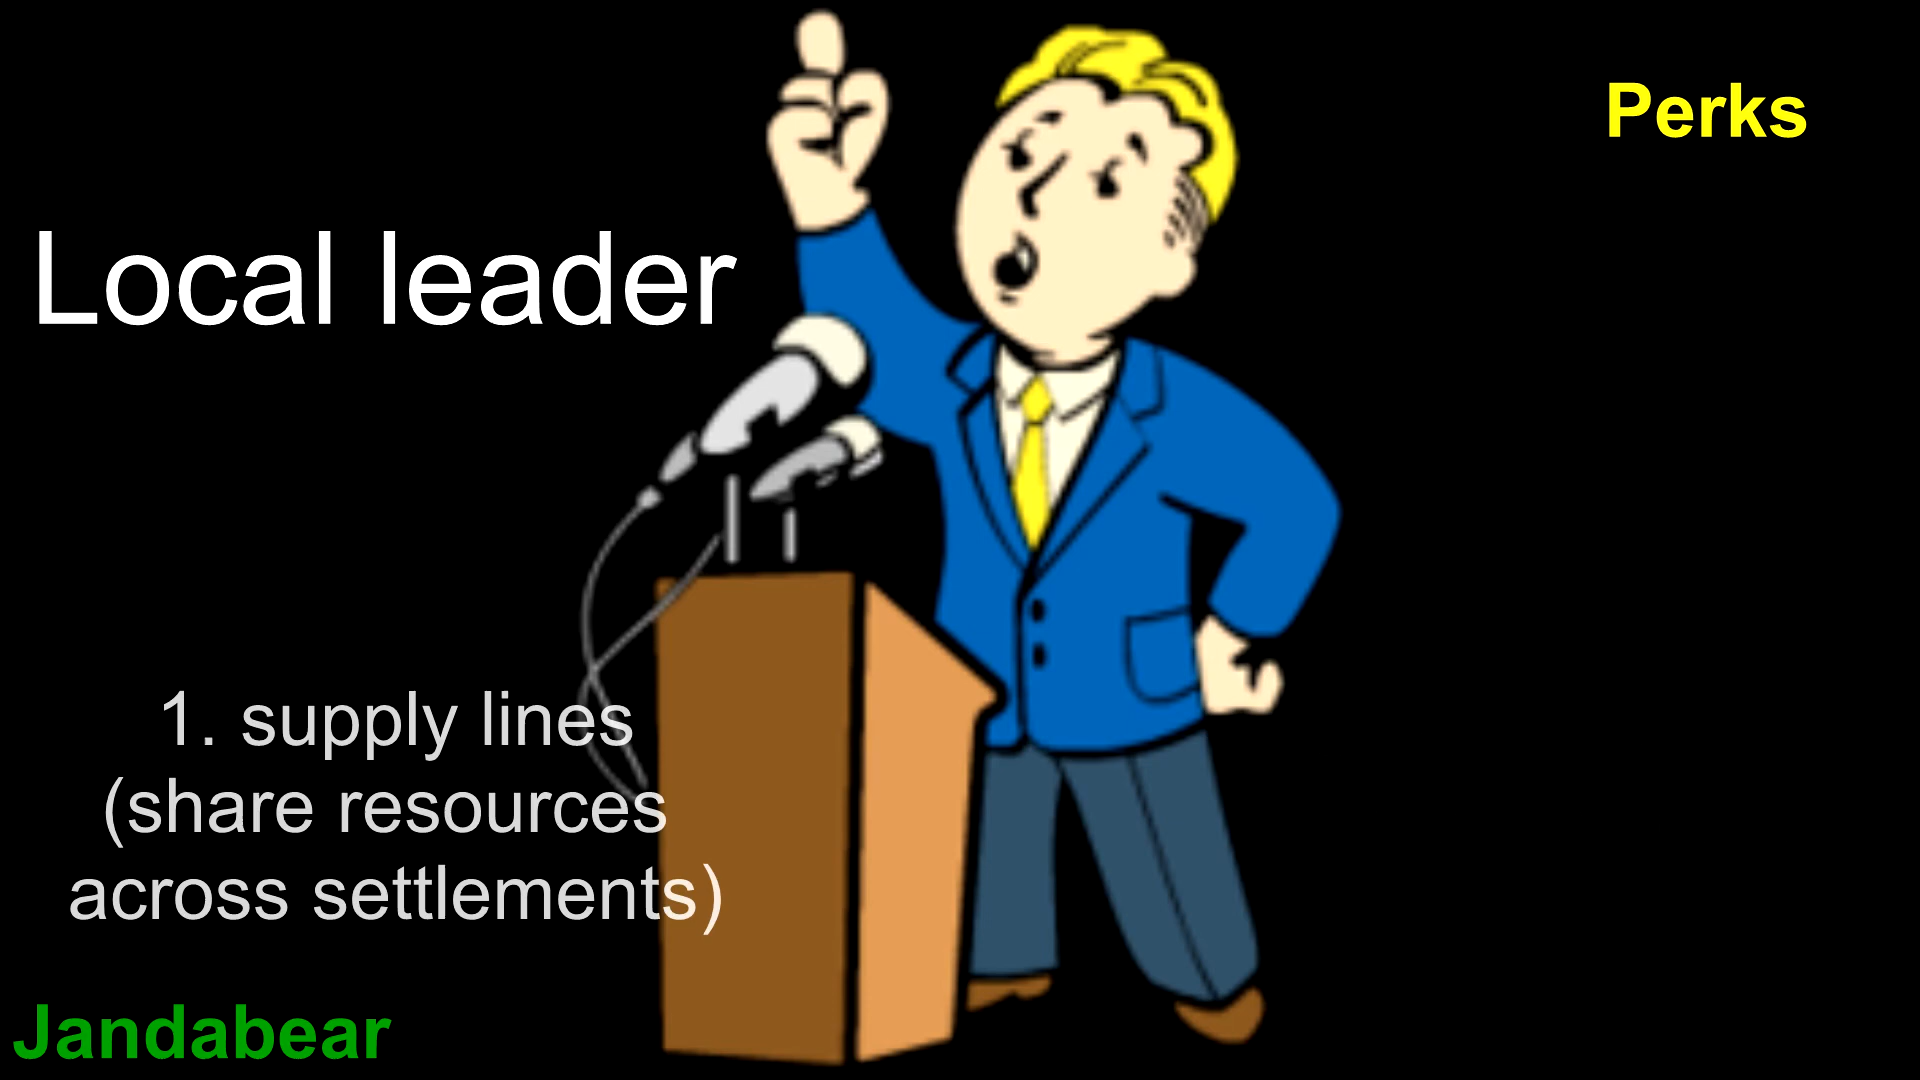 Perks
Local leader
1. supply lines
(share resources
across settlements)
Jandabear